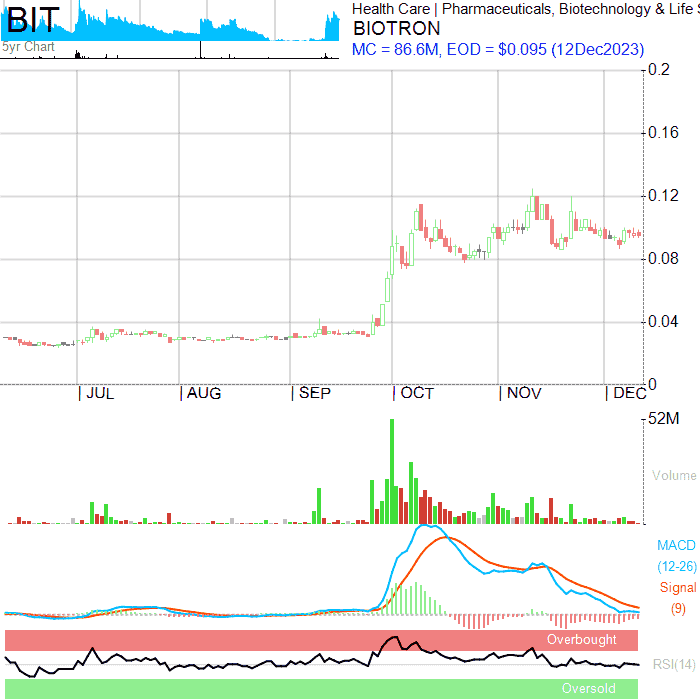 BIT
5yr Chart
Health Care | Pharmaceuticals, Biotechnology & Life S
BIOTRON
MC = 86.6M, EOD = $0.095 (12Dec2023)
0.2
0.16
0.12
0.08
0.04
0
| JUL | AUG | SEP | OCT | NOV | DEC
52M
Volume
MACD
(12-26)
Signal
(9)
Overbought
RSI(14)
Oversold